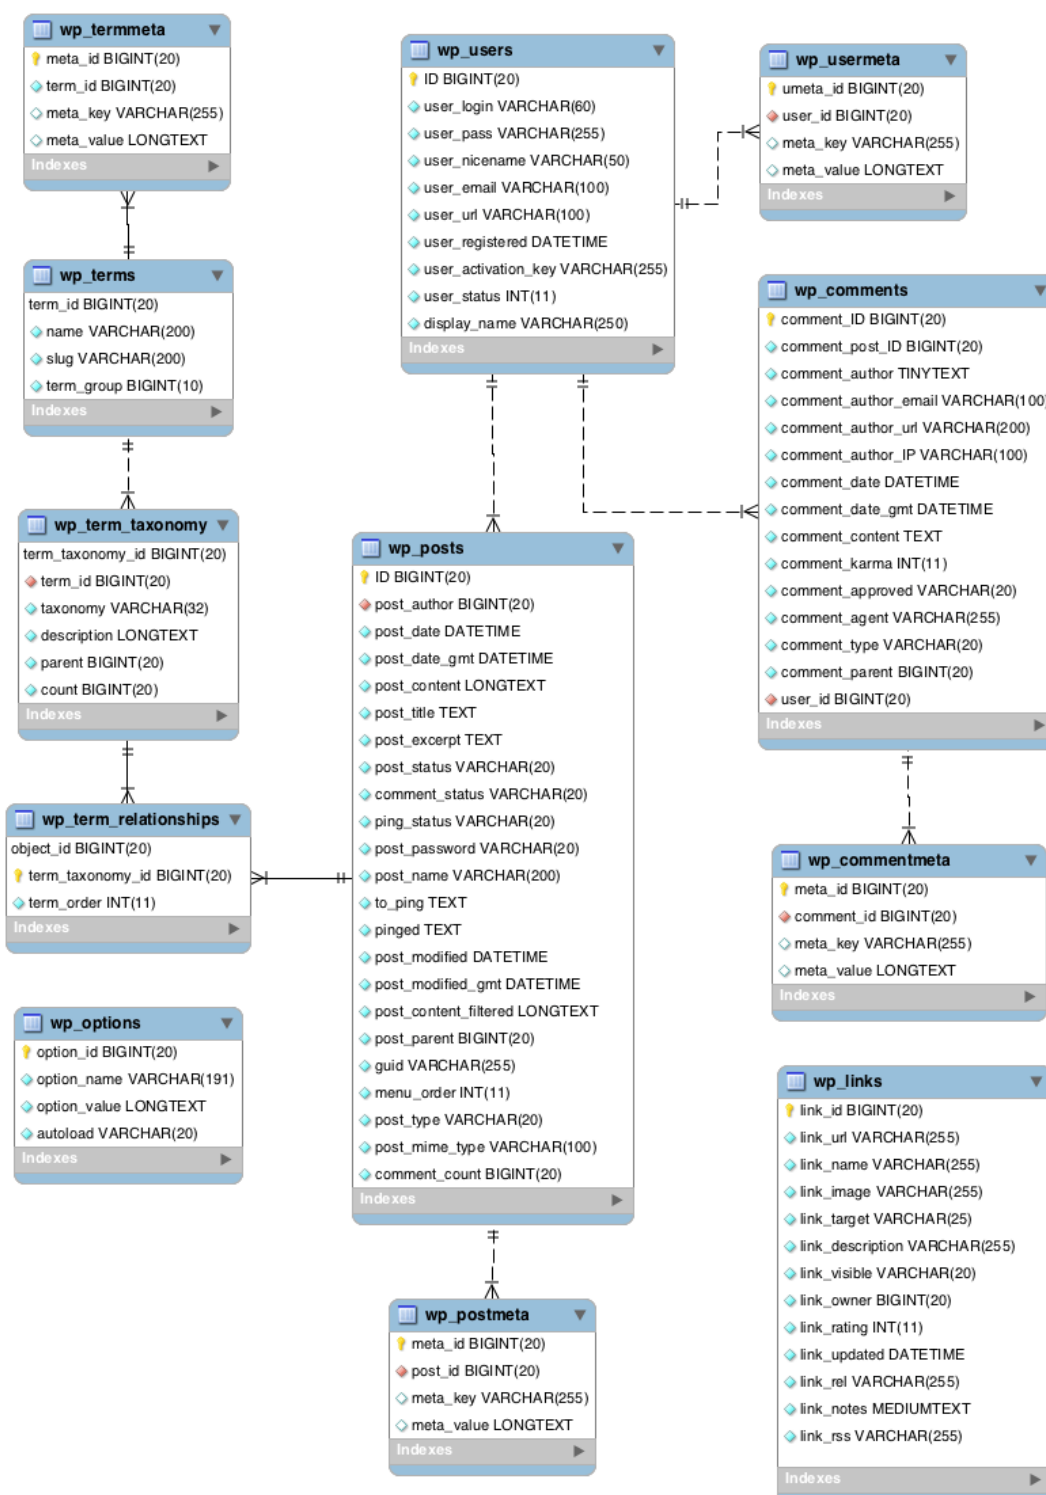 wp_termmeta
meta_id BIGINT(20)
term_id BIGINT(20)
meta_key VARCHAR(255)
meta_value LONGTEXT
Indexes
wp_terms
term_id BIGINT(20)
name VARCHAR(200)
slug VARCHAR(200)
term_group BIGINT(10)
Indexes
wp_term_taxonomy
term_taxonomy_id BIGINT(20)
term_id BIGINT(20)
taxonomy VARCHAR(32)
description LONGTEXT
parent BIGINT(20)
count BIGINT(20)
Indexes
wp_term_relationships
object_id BIGINT(20)
term_taxonomy_id BIGINT(20)
term_order INT(11)
Indexes
wp_options
option_id BIGINT(20)
option_name VARCHAR(191)
option_value LONGTEXT
autoload VARCHAR(20)
Indexes
wp_users
ID BIGINT(20)
user_login VARCHAR(60)
user_pass VARCHAR(255)
user_nicename VARCHAR(50)
user_email VARCHAR(100)
user_url VARCHAR(100)
user_registered DATETIME
user_activation_key VARCHAR(255)
user_status INT(11)
display_name VARCHAR(250)
Indexes
wp_posts
ID BIGINT(20)
post_author BIGINT(20)
post_date DATETIME
post_date_gmt DATETIME
post_content LONGTEXT
post_title TEXT
post_excerpt TEXT
post_status VARCHAR(20)
comment_status VARCHAR(20)
ping_status VARCHAR(20)
post_password VARCHAR(20)
post_name VARCHAR(200)
to_ping TEXT
pinged TEXT
post_modified DATETIME
post_modified_gmt DATETIME
post_content_filtered LONGTEXT
post_parent BIGINT(20)
guid VARCHAR(255)
menu_order INT(11)
post_type VARCHAR(20)
post_mime_type VARCHAR(100)
comment_count BIGINT(20)
Indexes
wp_postmeta
meta_id BIGINT(20)
post_id BIGINT(20)
meta_key VARCHAR(255)
meta_value LONGTEXT
Indexes
wp_usermeta
umeta_id BIGINT(20)
user_id BIGINT(20)
meta_key VARCHAR(255)
meta_value LONGTEXT
Indexes
wp_comments
comment_ID BIGINT(20)
comment_post_ID BIGINT(20)
comment_author TINYTEXT
comment_author_email VARCHAR(100)
comment_author_url VARCHAR(200)
comment_author_IP VARCHAR(100)
comment_date DATETIME
comment_date_gmt DATETIME
comment_content TEXT
comment_karma INT(11)
comment_approved VARCHAR(20)
comment_agent VARCHAR(255)
comment_type VARCHAR(20)
comment_parent BIGINT(20)
user_id BIGINT(20)
Indexes
wp_commentmeta
meta_id BIGINT(20)
comment_id BIGINT(20)
meta_key VARCHAR(255)
meta_value LONGTEXT
Indexes
wp_links
link_id BIGINT(20)
link_url VARCHAR(255)
link_name VARCHAR(255)
link_image VARCHAR(255)
link_target VARCHAR(25)
link_description VARCHAR(255)
link_visible VARCHAR(20)
link_owner BIGINT(20)
link_rating INT(11)
link_updated DATETIME
link_rel VARCHAR(255)
link_notes MEDIUMTEXT
link_rss VARCHAR(255)
Indexes